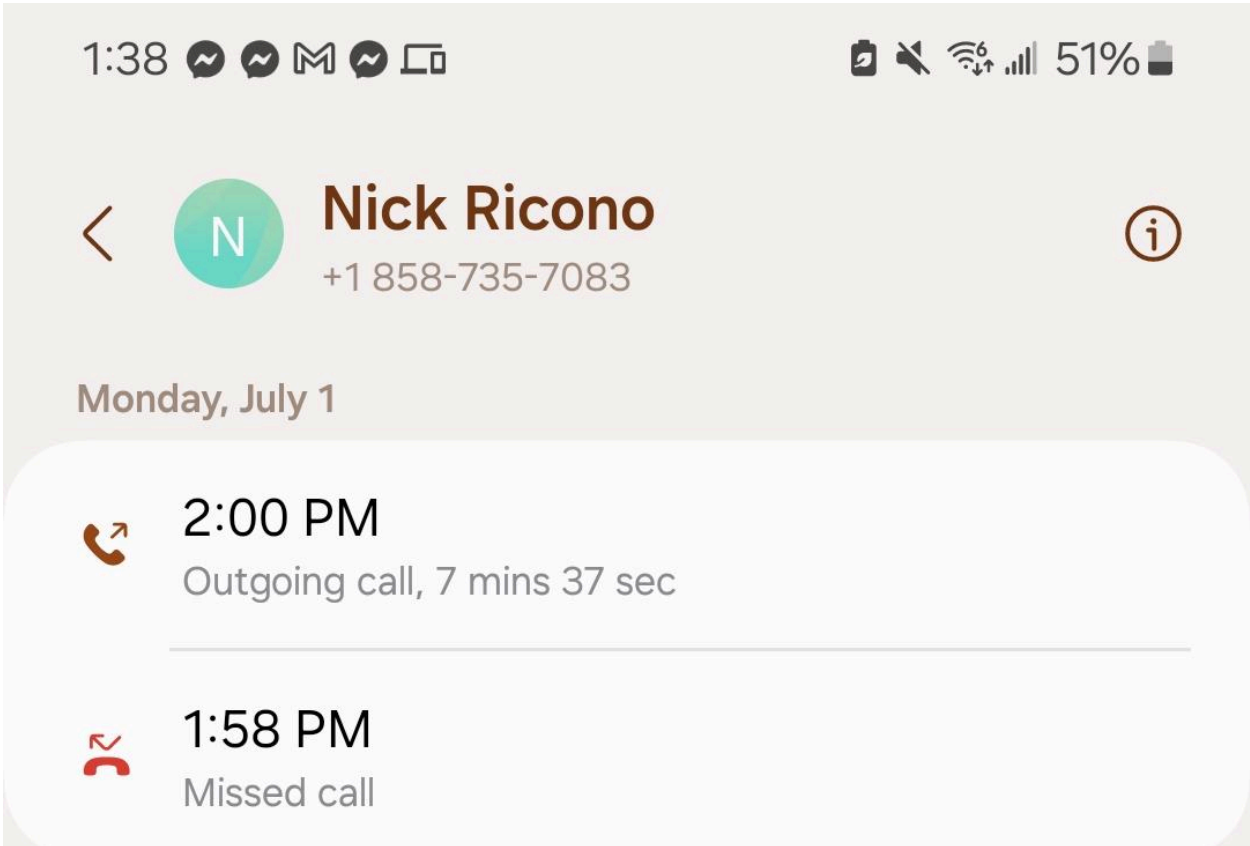 1:38 51%
N
Nick Ricono
+1 858-735-7083
Monday, July 1
2:00 PM
Outgoing call, 7 mins 37 sec
1:58 PM
Missed call